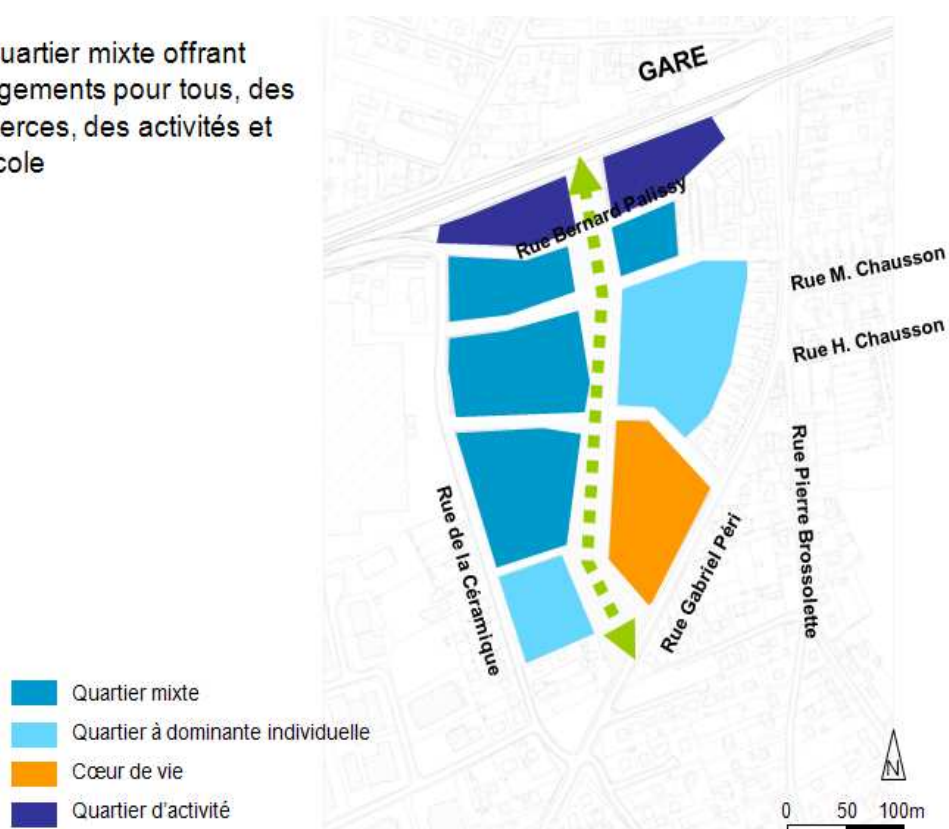 uartier mixte offrant
gements pour tous, des
erces, des activités et
cole
GARE
Rue Bernard Palissy
Rue M. Chausson
Rue H. Chausson
Rue Pierre Brossolette
Rue de la Céramique
Rue Gabriel Péri
Quartier mixte
Quartier à dominante individuelle
Cœur de vie
Quartier d'activité
N
0 50 100m